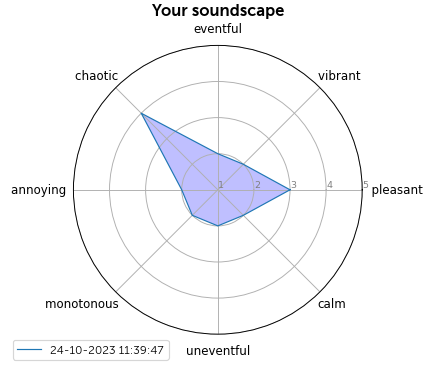 Your soundscape
eventful
chaotic
vibrant
annoying
1
2
3
4
5
pleasant
monotonous
calm
24-10-2023 11:39:47
uneventful